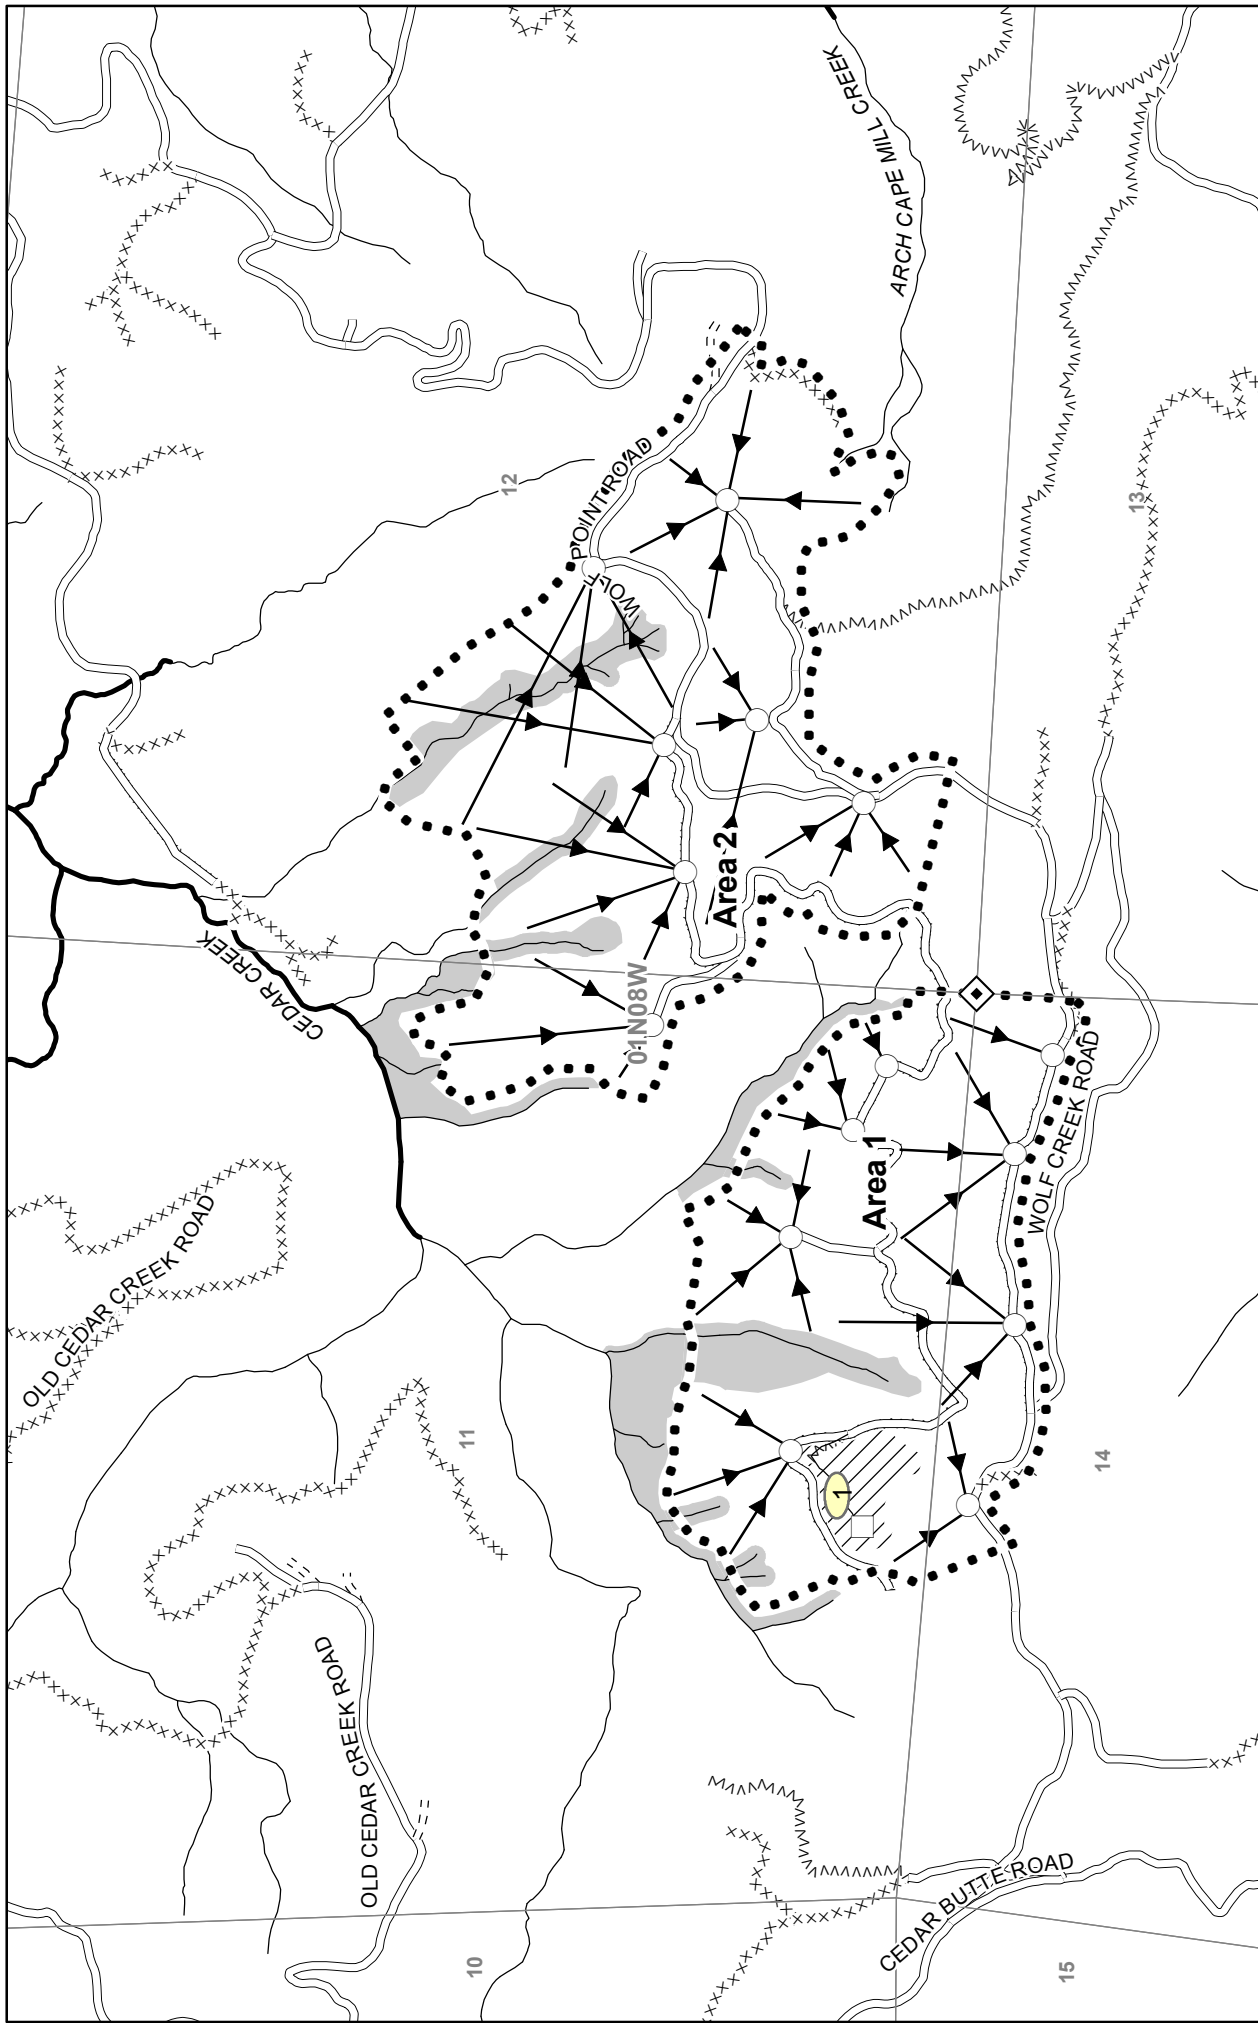 OLD CEDAR CREEK ROAD
OLD CEDAR CREEK ROAD
CEDAR CREEK
ARCH CAPE MILL CREEK
WOLF POINT ROAD
WOLF CREEK ROAD
CEDAR BUTTE ROAD
01N08W
Area 1
Area 2
1
10
11
12
13
14
15